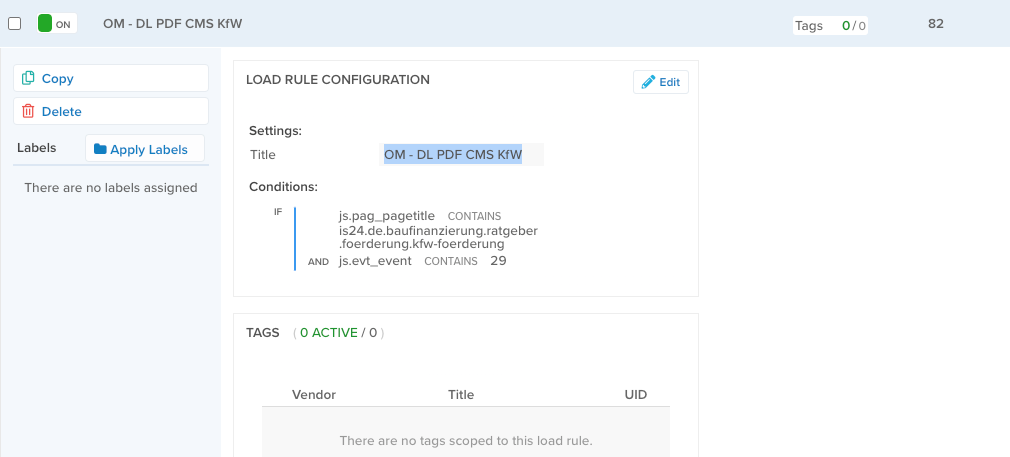 ON OM - DL PDF CMS KfW Tags 0 / 0 82
Copy
Delete
Labels Apply Labels
There are no labels assigned
LOAD RULE CONFIGURATION Edit
Settings:
Title OM - DL PDF CMS KfW
Conditions:
IF js.pag_pagetitle CONTAINS
is24.de.baufinanzierung.ratgeber
.foerderung.kfw-foerderung
AND js.evt_event CONTAINS 29
TAGS ( 0 ACTIVE / 0 )
Vendor Title UID
There are no tags scoped to this load rule.